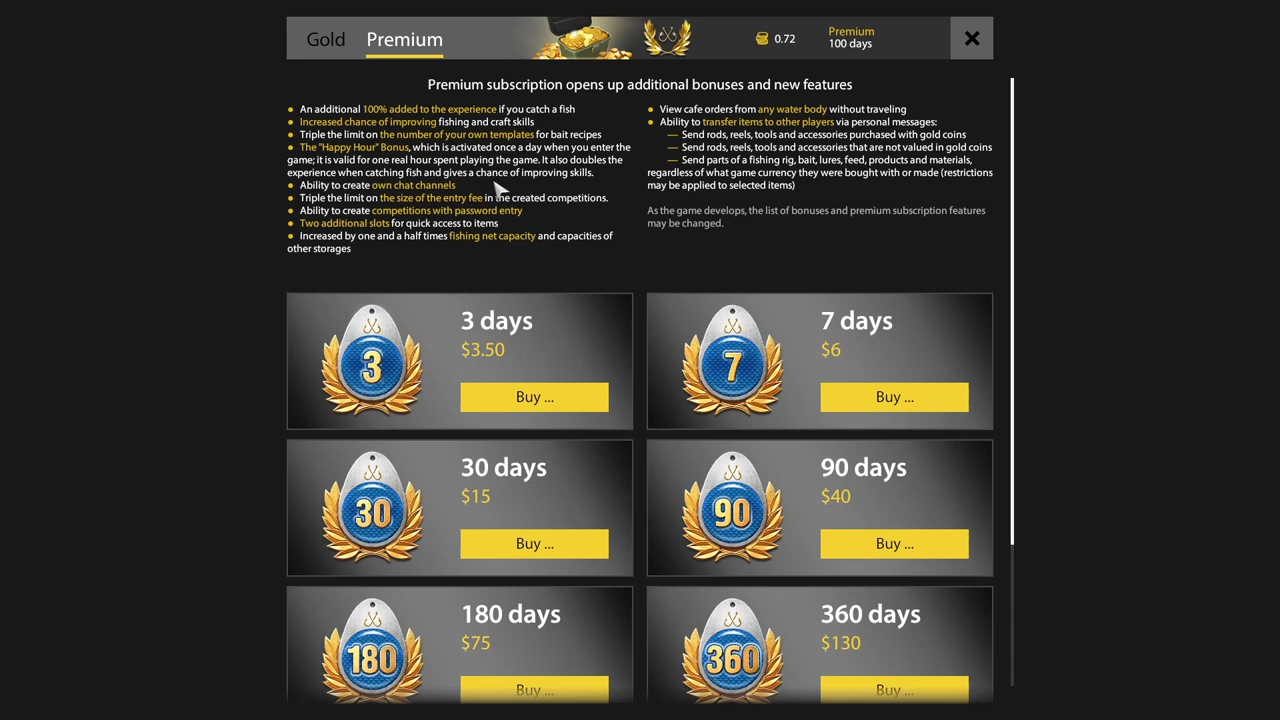 Gold Premium 0.72 Premium
100 days
Premium subscription opens up additional bonuses and new features
● An additional 100% added to the experience if you catch a fish
● Increased chance of improving fishing and craft skills
● Triple the limit on the number of your own templates for bait recipes
● The "Happy Hour" Bonus, which is activated once a day when you enter the
game; it is valid for one real hour spent playing the game. It also doubles the
experience when catching fish and gives a chance of improving skills.
● Ability to create own chat channels
● Triple the limit on the size of the entry fee in the created competitions.
● Ability to create competitions with password entry
● Two additional slots for quick access to items
● Increased by one and a half times fishing net capacity and capacities of
other storages
● View cafe orders from any water body without traveling
● Ability to transfer items to other players via personal messages:
— Send rods, reels, tools and accessories purchased with gold coins
— Send rods, reels, tools and accessories that are not valued in gold coins
— Send parts of a fishing rig, bait, lures, feed, products and materials,
regardless of what game currency they were bought with or made (restrictions
may be applied to selected items)
As the game develops, the list of bonuses and premium subscription features
may be changed.
3
3 days
$3.50
Buy ...
7
7 days
$6
Buy ...
30
30 days
$15
Buy ...
90
90 days
$40
Buy ...
180
180 days
$75
Buy ...
360
360 days
$130
Buy ...